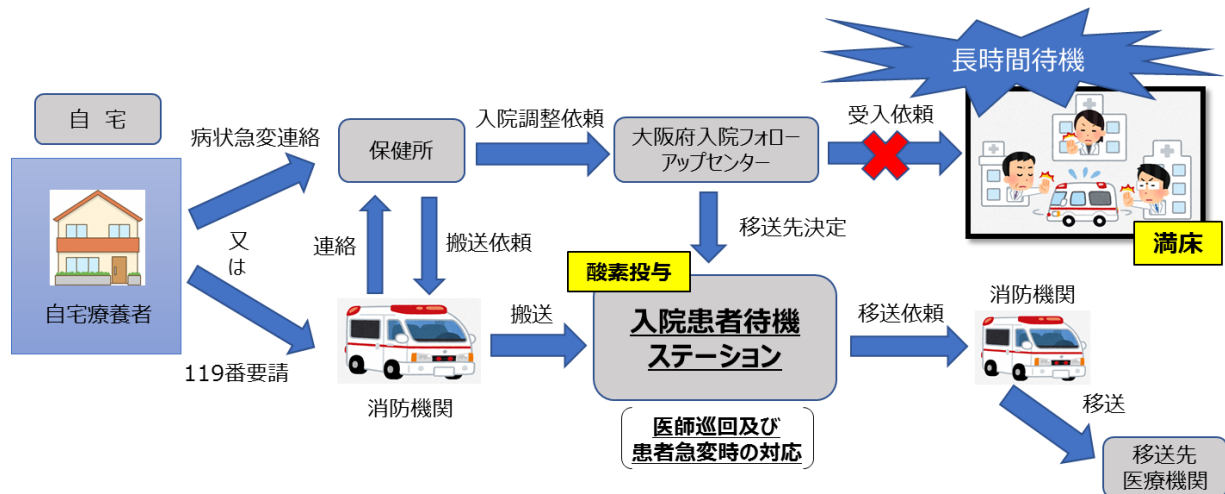 長時間待機
自 宅
病状急変連絡
保健所
入院調整依頼
大阪府入院フォロー
アップセンター
受入依頼
満床
又
は
連絡
搬送依頼
移送先決定
酸素投与
自宅療養者
119番要請
消防機関
搬送
入院患者待機
ステーション
医師巡回及び
患者急変時の対応
移送依頼
消防機関
移送
移送先
医療機関